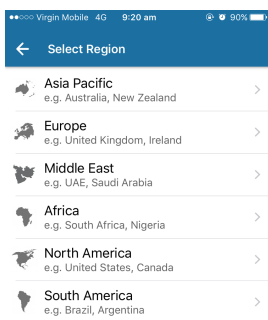 Virgin Mobile 4G 9:20 am 90%
Select Region
Asia Pacific
e.g. Australia, New Zealand
Europe
e.g. United Kingdom, Ireland
Middle East
e.g. UAE, Saudi Arabia
Africa
e.g. South Africa, Nigeria
North America
e.g. United States, Canada
South America
e.g. Brazil, Argentina